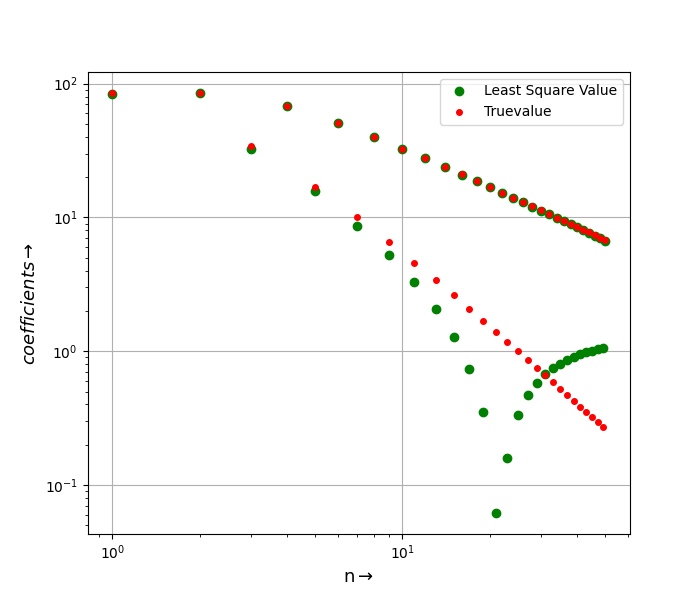 Least Square Value
Truevalue
coefficients→
10²
10¹
10⁰
10⁻¹
10⁰
10¹
n→